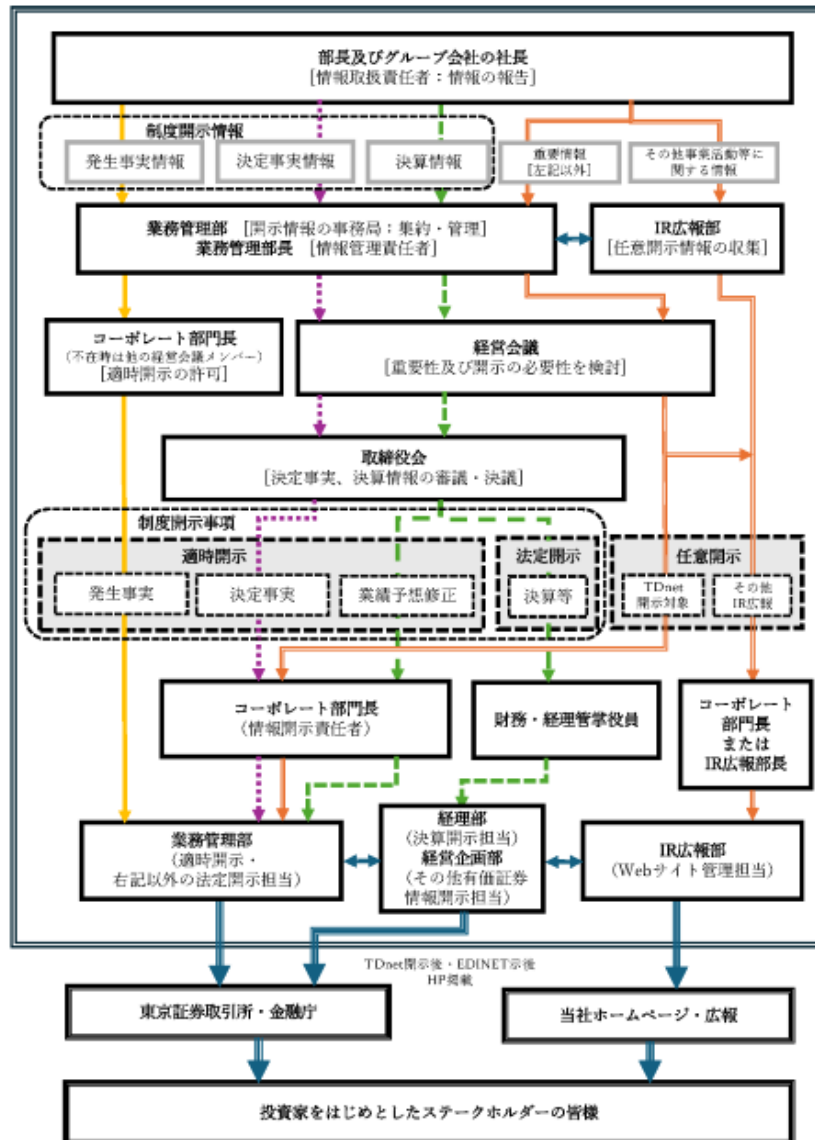 部長及びグループ会社の社長
[情報取扱責任者：情報の報告]
制度開示情報
発生事実情報
決定事実情報
決算情報
重要情報
[左記以外]
その他事業活動等に
関する情報
業務管理部 [開示情報の事務局：集約・管理]
業務管理部長 [情報管理責任者]
IR広報部
[任意開示情報の収集]
コーポレート部門長
（不在時は他の経営会議メンバー）
[適時開示の許可]
経営会議
[重要性及び開示の必要性を検討]
取締役会
[決定事実、決算情報の審議・決議]
制度開示事項
適時開示
発生事実
決定事実
業績予想修正
法定開示
決算等
任意開示
TDnet
開示対象
その他
IR広報
コーポレート部門長
（情報開示責任者）
財務・経理管掌役員
コーポレート
部門長
または
IR広報部長
業務管理部
（適時開示・
右記以外の法定開示担当）
経理部
（決算開示担当）
経営企画部
（その他有価証券
情報開示担当）
IR広報部
（Webサイト管理担当）
TDnet開示後・EDINET示後
HP掲載
東京証券取引所・金融庁
当社ホームページ・広報
投資家をはじめとしたステークホルダーの皆様